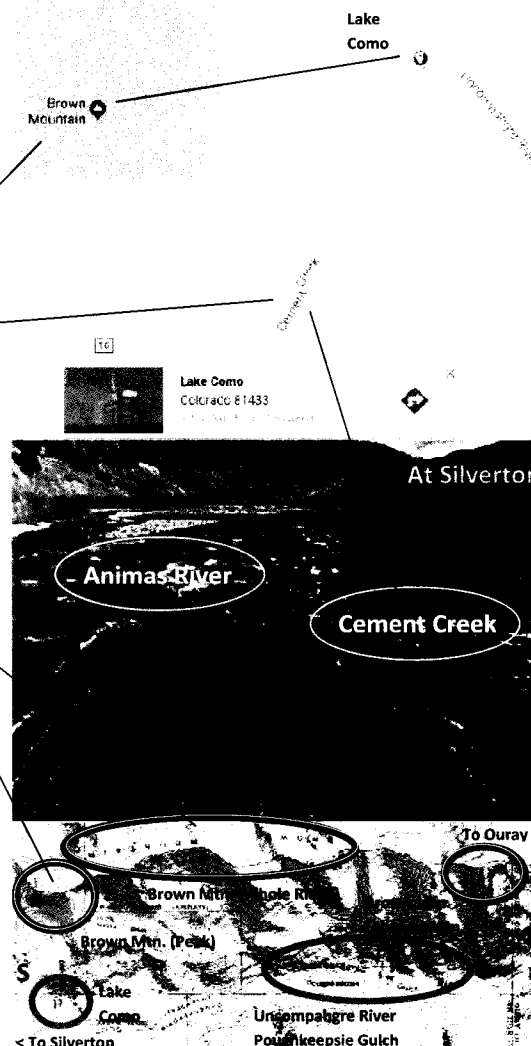 Lake
Como
Brown
Mountain
Cement Creek
Lake Como
Colorado 81433
At Silverton
Animas River
Cement Creek
To Ouray
Brown Mtn.
Brown Mtn. (Peak)
S
Lake
Como
Uncompahgre River
Poughkeepsie Gulch
< To Silverton